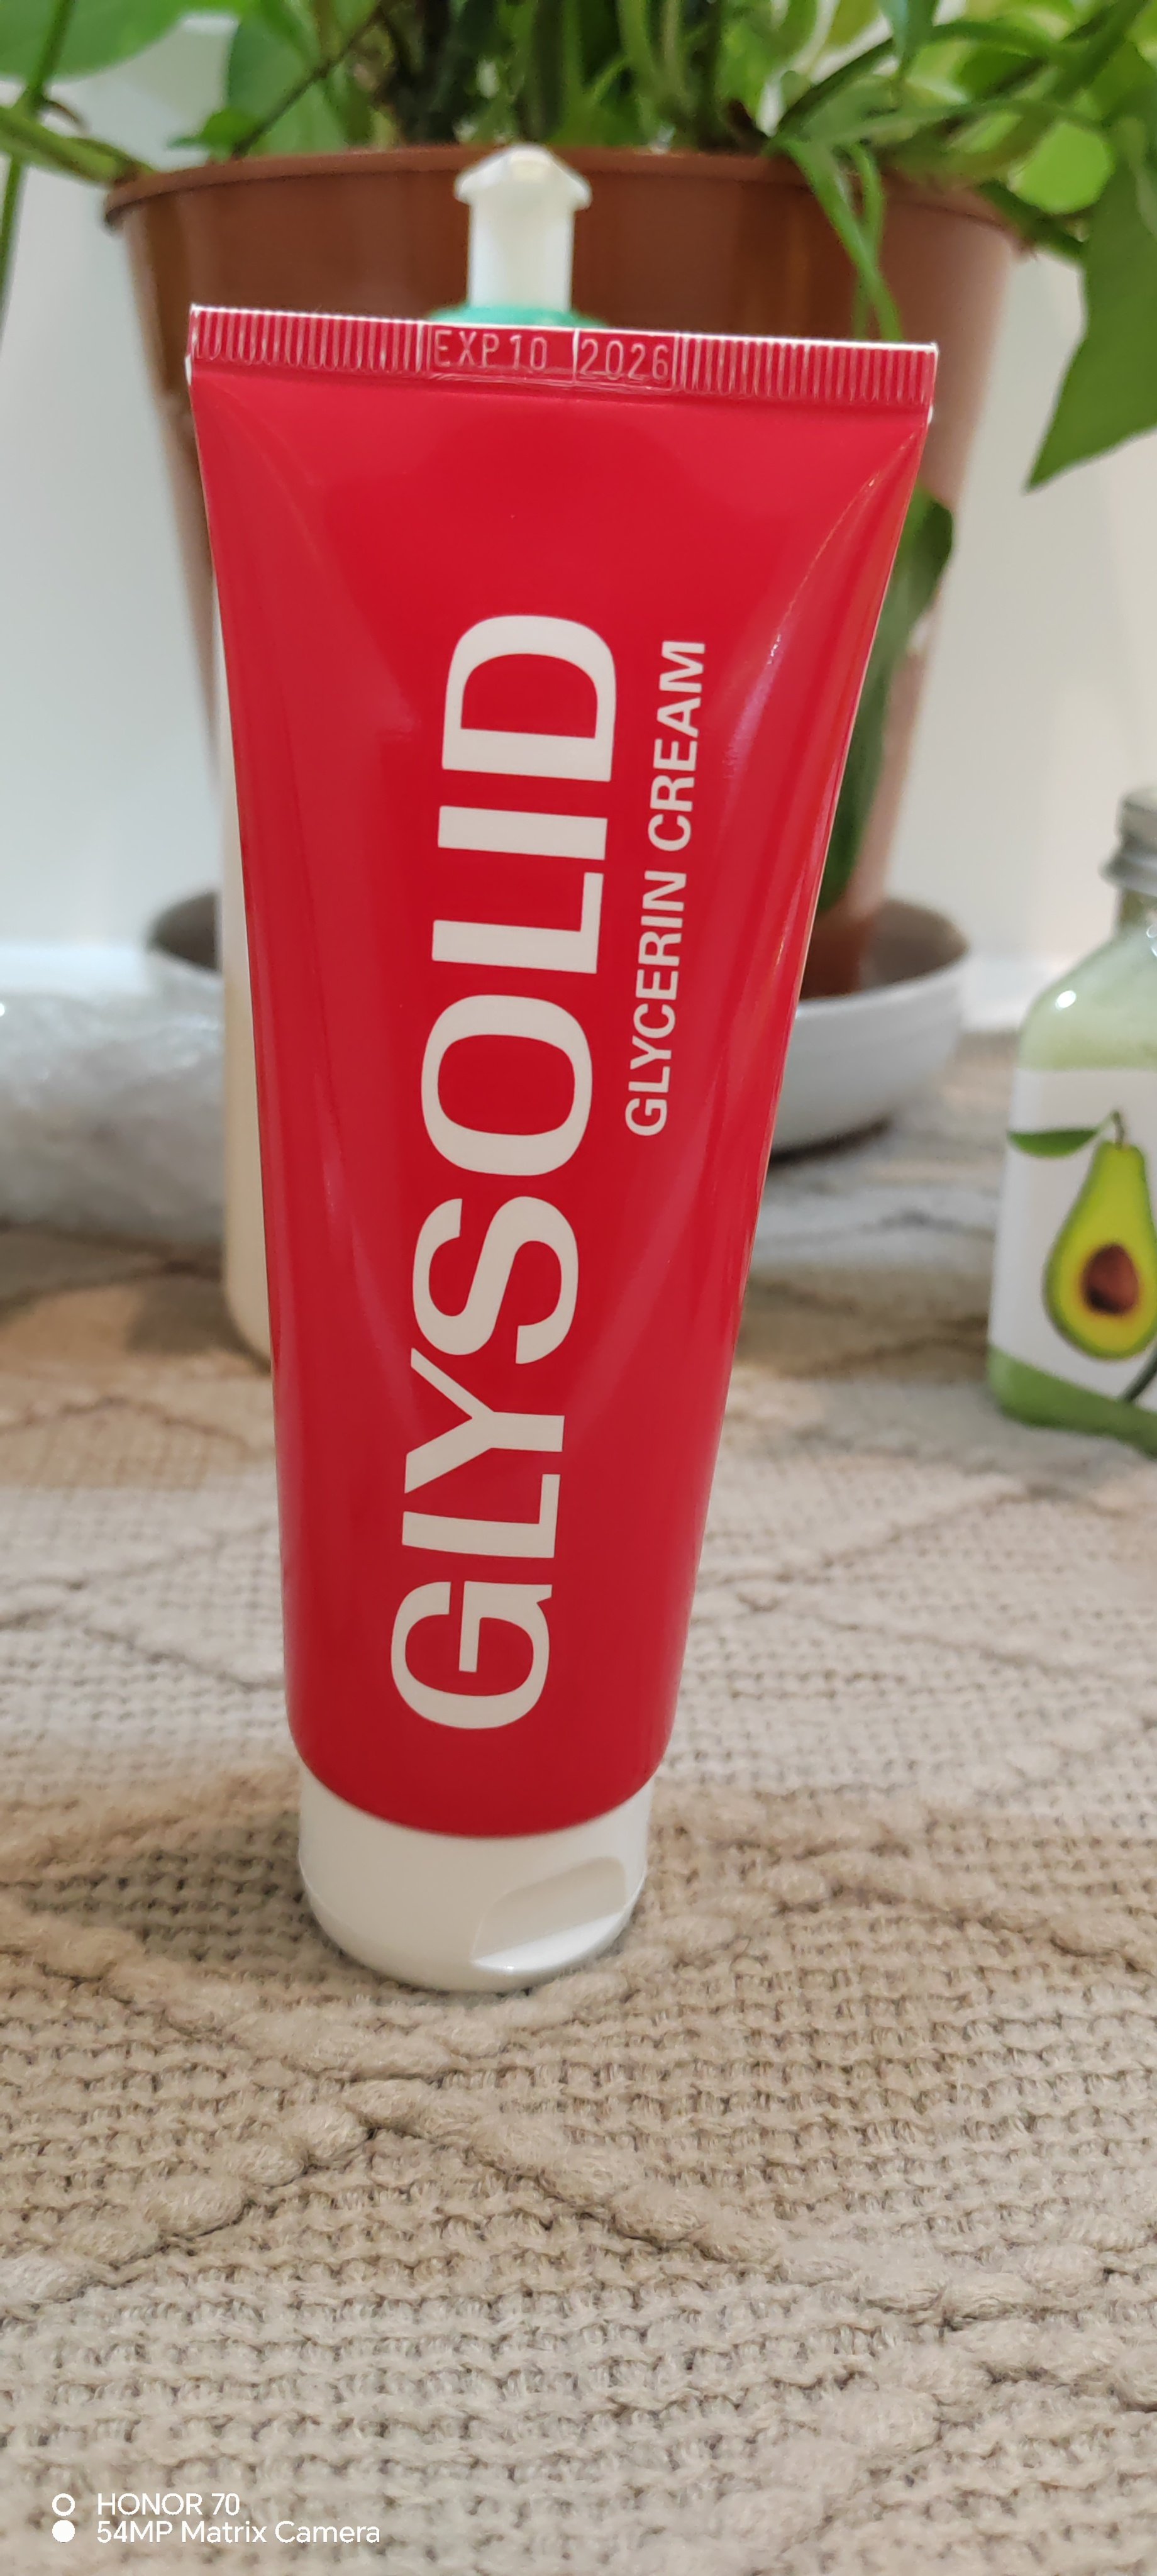 EXP 10 2026
GLYSOLID
GLYCERIN CREAM
HONOR 70
54MP Matrix Camera